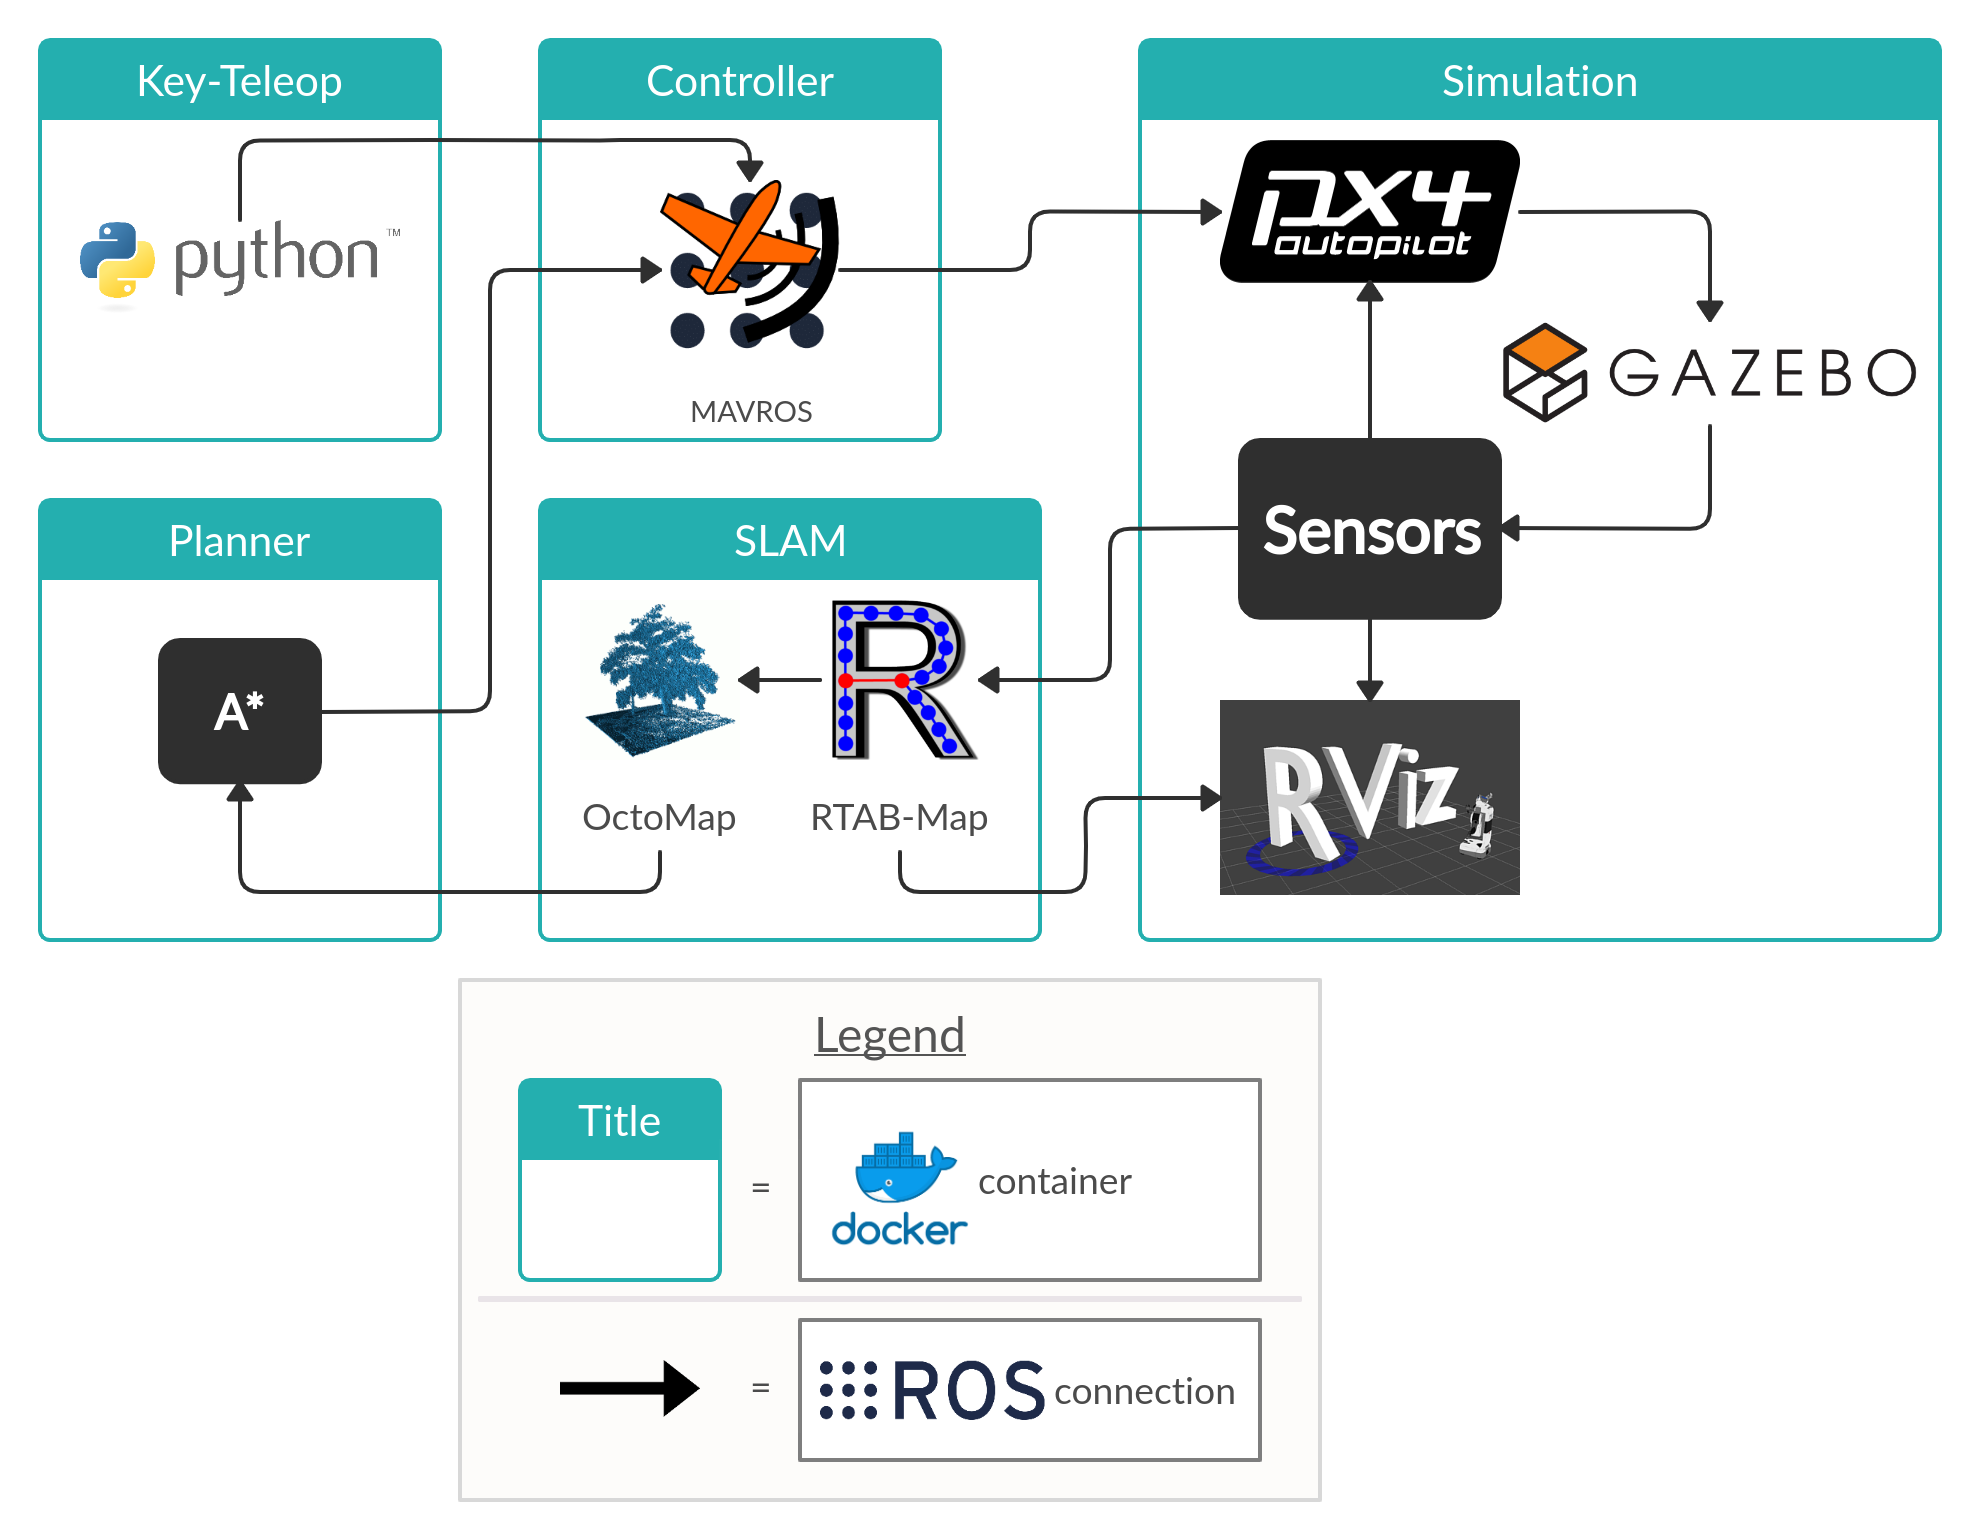 Key-Teleop
Controller
Simulation
python™
px4
autopilot
GAZEBO
MAVROS
Planner
SLAM
Sensors
A*
RViz
OctoMap
RTAB-Map
Legend
Title
=
docker
container
=
ROS
connection